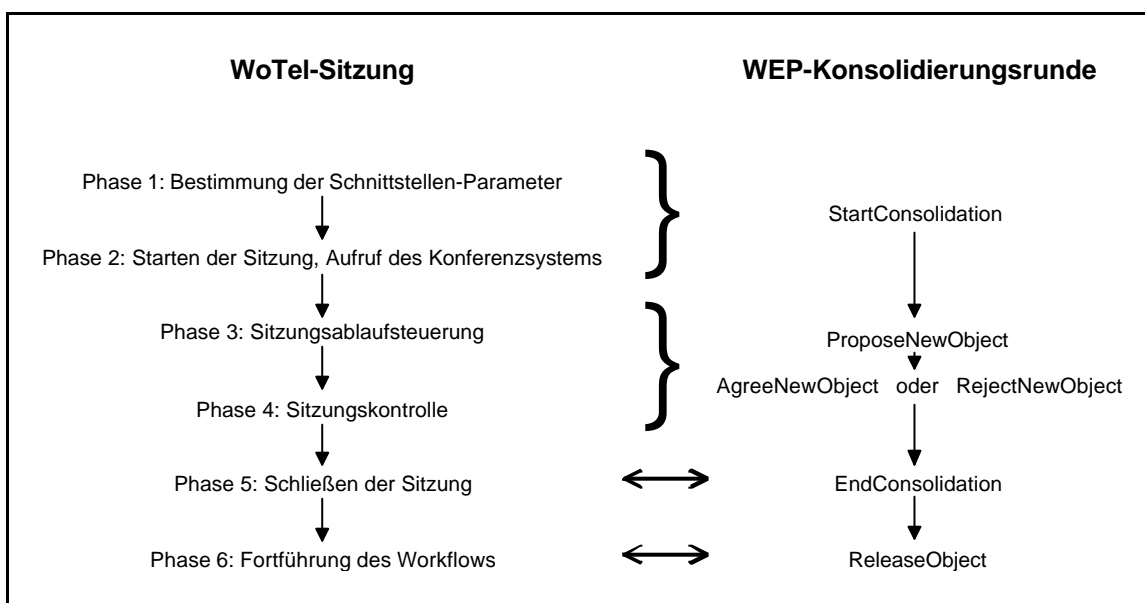 WoTel-Sitzung
WEP-Konsolidierungsrunde
Phase 1: Bestimmung der Schnittstellen-Parameter
StartConsolidation
Phase 2: Starten der Sitzung, Aufruf des Konferenzsystems
Phase 3: Sitzungsablaufsteuerung
ProposeNewObject
AgreeNewObject oder RejectNewObject
Phase 4: Sitzungskontrolle
Phase 5: Schließen der Sitzung
EndConsolidation
Phase 6: Fortführung des Workflows
ReleaseObject